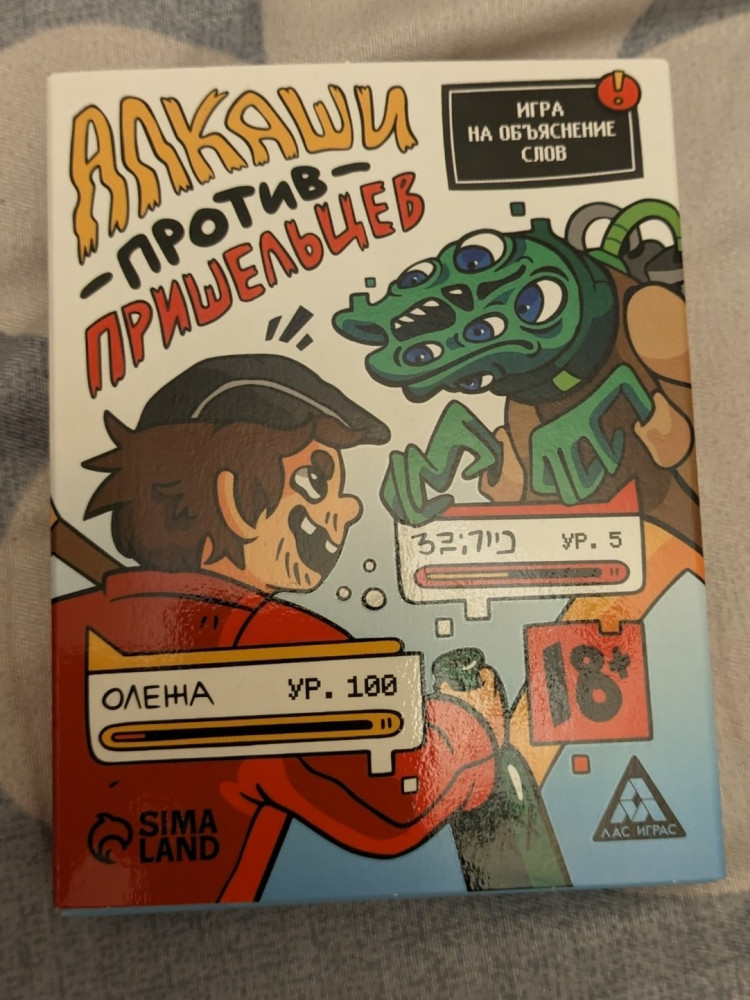 АЛКАШИ
-ПРОТИВ-
ПРИШЕЛЬЦЕВ
ИГРА
НА ОБЪЯСНЕНИЕ
СЛОВ
!
УР. 5
ОЛЕЖА УР. 100
18*
SIMA
LAND
ЛАС ИГРАС